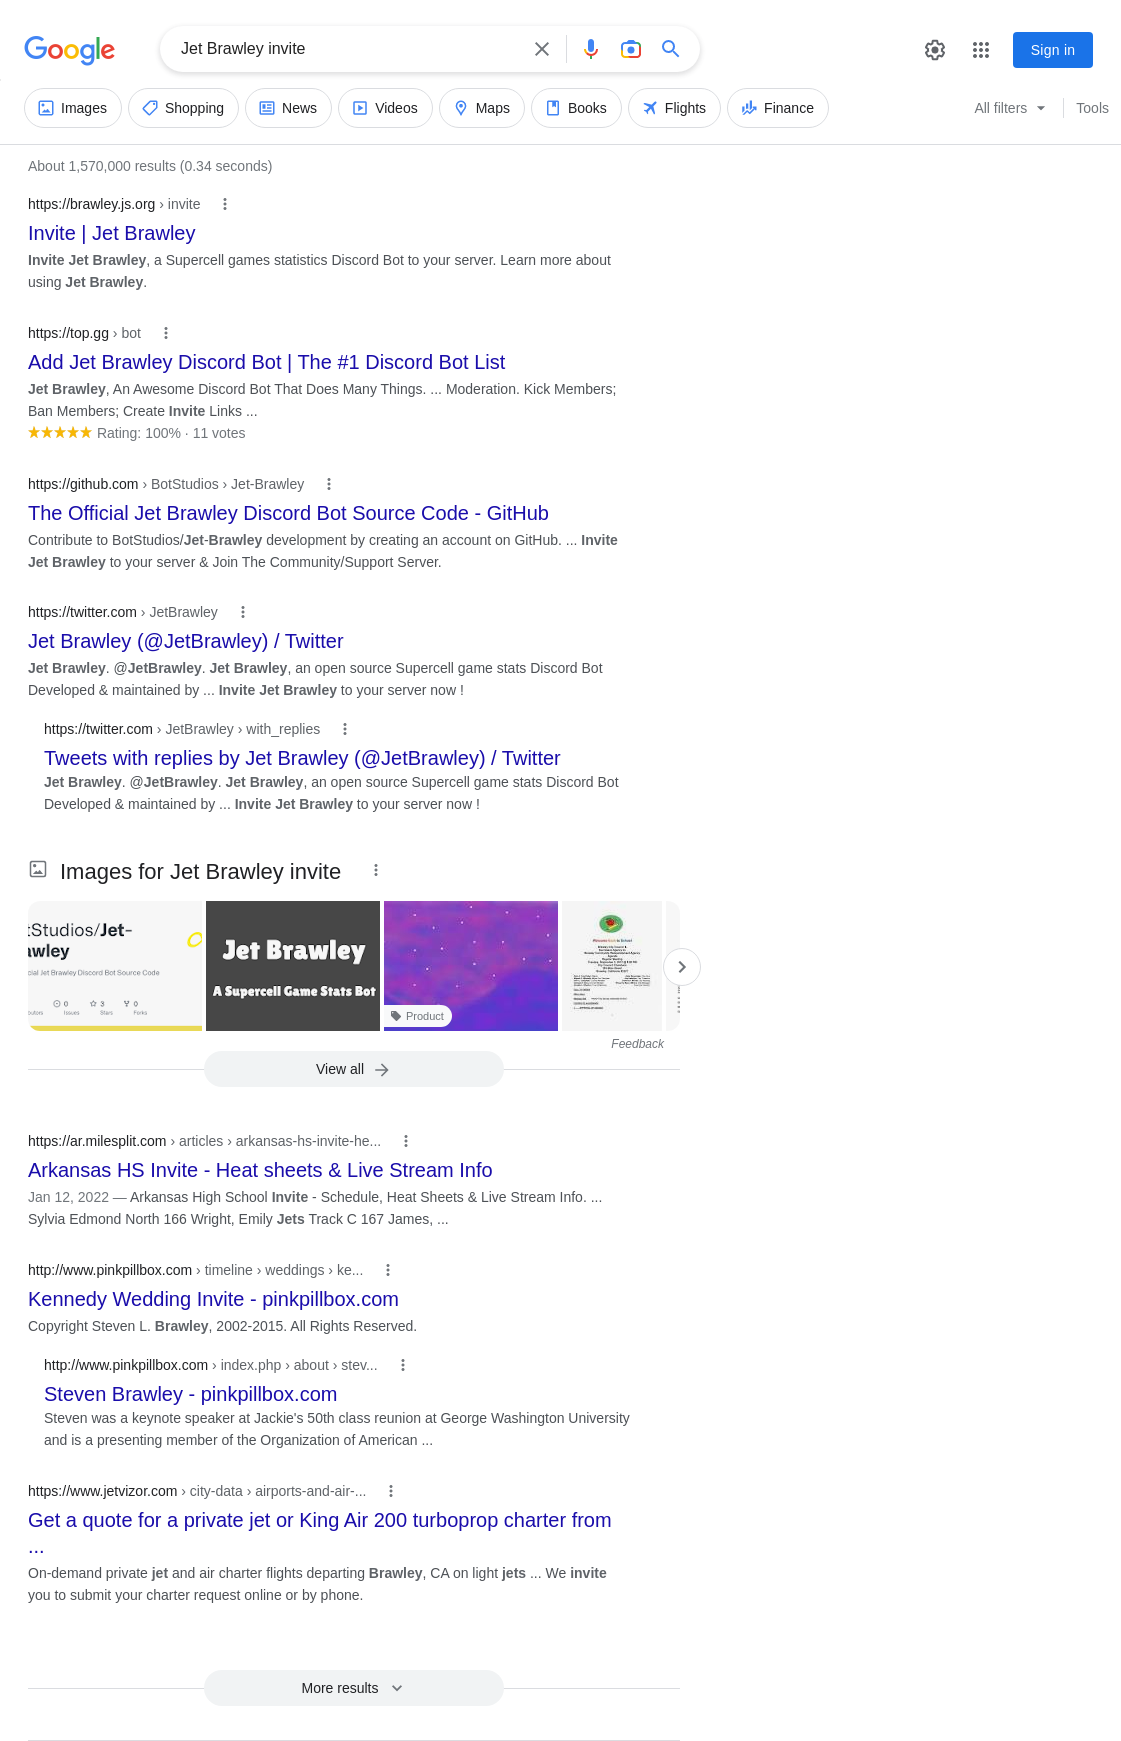 Google
Jet Brawley invite
Sign in
Images
Shopping
News
Videos
Maps
Books
Flights
Finance
All filters
Tools
About 1,570,000 results (0.34 seconds)
https://brawley.js.org › invite
Invite | Jet Brawley
Invite Jet Brawley, a Supercell games statistics Discord Bot to your server. Learn more about
using Jet Brawley.
https://top.gg › bot
Add Jet Brawley Discord Bot | The #1 Discord Bot List
Jet Brawley, An Awesome Discord Bot That Does Many Things. ... Moderation. Kick Members;
Ban Members; Create Invite Links ...
Rating: 100% · 11 votes
https://github.com › BotStudios › Jet-Brawley
The Official Jet Brawley Discord Bot Source Code - GitHub
Contribute to BotStudios/Jet-Brawley development by creating an account on GitHub. ... Invite
Jet Brawley to your server & Join The Community/Support Server.
https://twitter.com › JetBrawley
Jet Brawley (@JetBrawley) / Twitter
Jet Brawley. @JetBrawley. Jet Brawley, an open source Supercell game stats Discord Bot
Developed & maintained by ... Invite Jet Brawley to your server now !
https://twitter.com › JetBrawley › with_replies
Tweets with replies by Jet Brawley (@JetBrawley) / Twitter
Jet Brawley. @JetBrawley. Jet Brawley, an open source Supercell game stats Discord Bot
Developed & maintained by ... Invite Jet Brawley to your server now !
Images for Jet Brawley invite
tStudios/Jet-
awley
cial Jet Brawley Discord Bot Source Code
0
3
0
utors
Issues
Stars
Forks
Jet Brawley
A Supercell Game Stats Bot
Product
Welcome Back to School!
Feedback
View all
https://ar.milesplit.com › articles › arkansas-hs-invite-he...
Arkansas HS Invite - Heat sheets & Live Stream Info
Jan 12, 2022 — Arkansas High School Invite - Schedule, Heat Sheets & Live Stream Info. ...
Sylvia Edmond North 166 Wright, Emily Jets Track C 167 James, ...
http://www.pinkpillbox.com › timeline › weddings › ke...
Kennedy Wedding Invite - pinkpillbox.com
Copyright Steven L. Brawley, 2002-2015. All Rights Reserved.
http://www.pinkpillbox.com › index.php › about › stev...
Steven Brawley - pinkpillbox.com
Steven was a keynote speaker at Jackie's 50th class reunion at George Washington University
and is a presenting member of the Organization of American ...
https://www.jetvizor.com › city-data › airports-and-air-...
Get a quote for a private jet or King Air 200 turboprop charter from
...
On-demand private jet and air charter flights departing Brawley, CA on light jets ... We invite
you to submit your charter request online or by phone.
More results